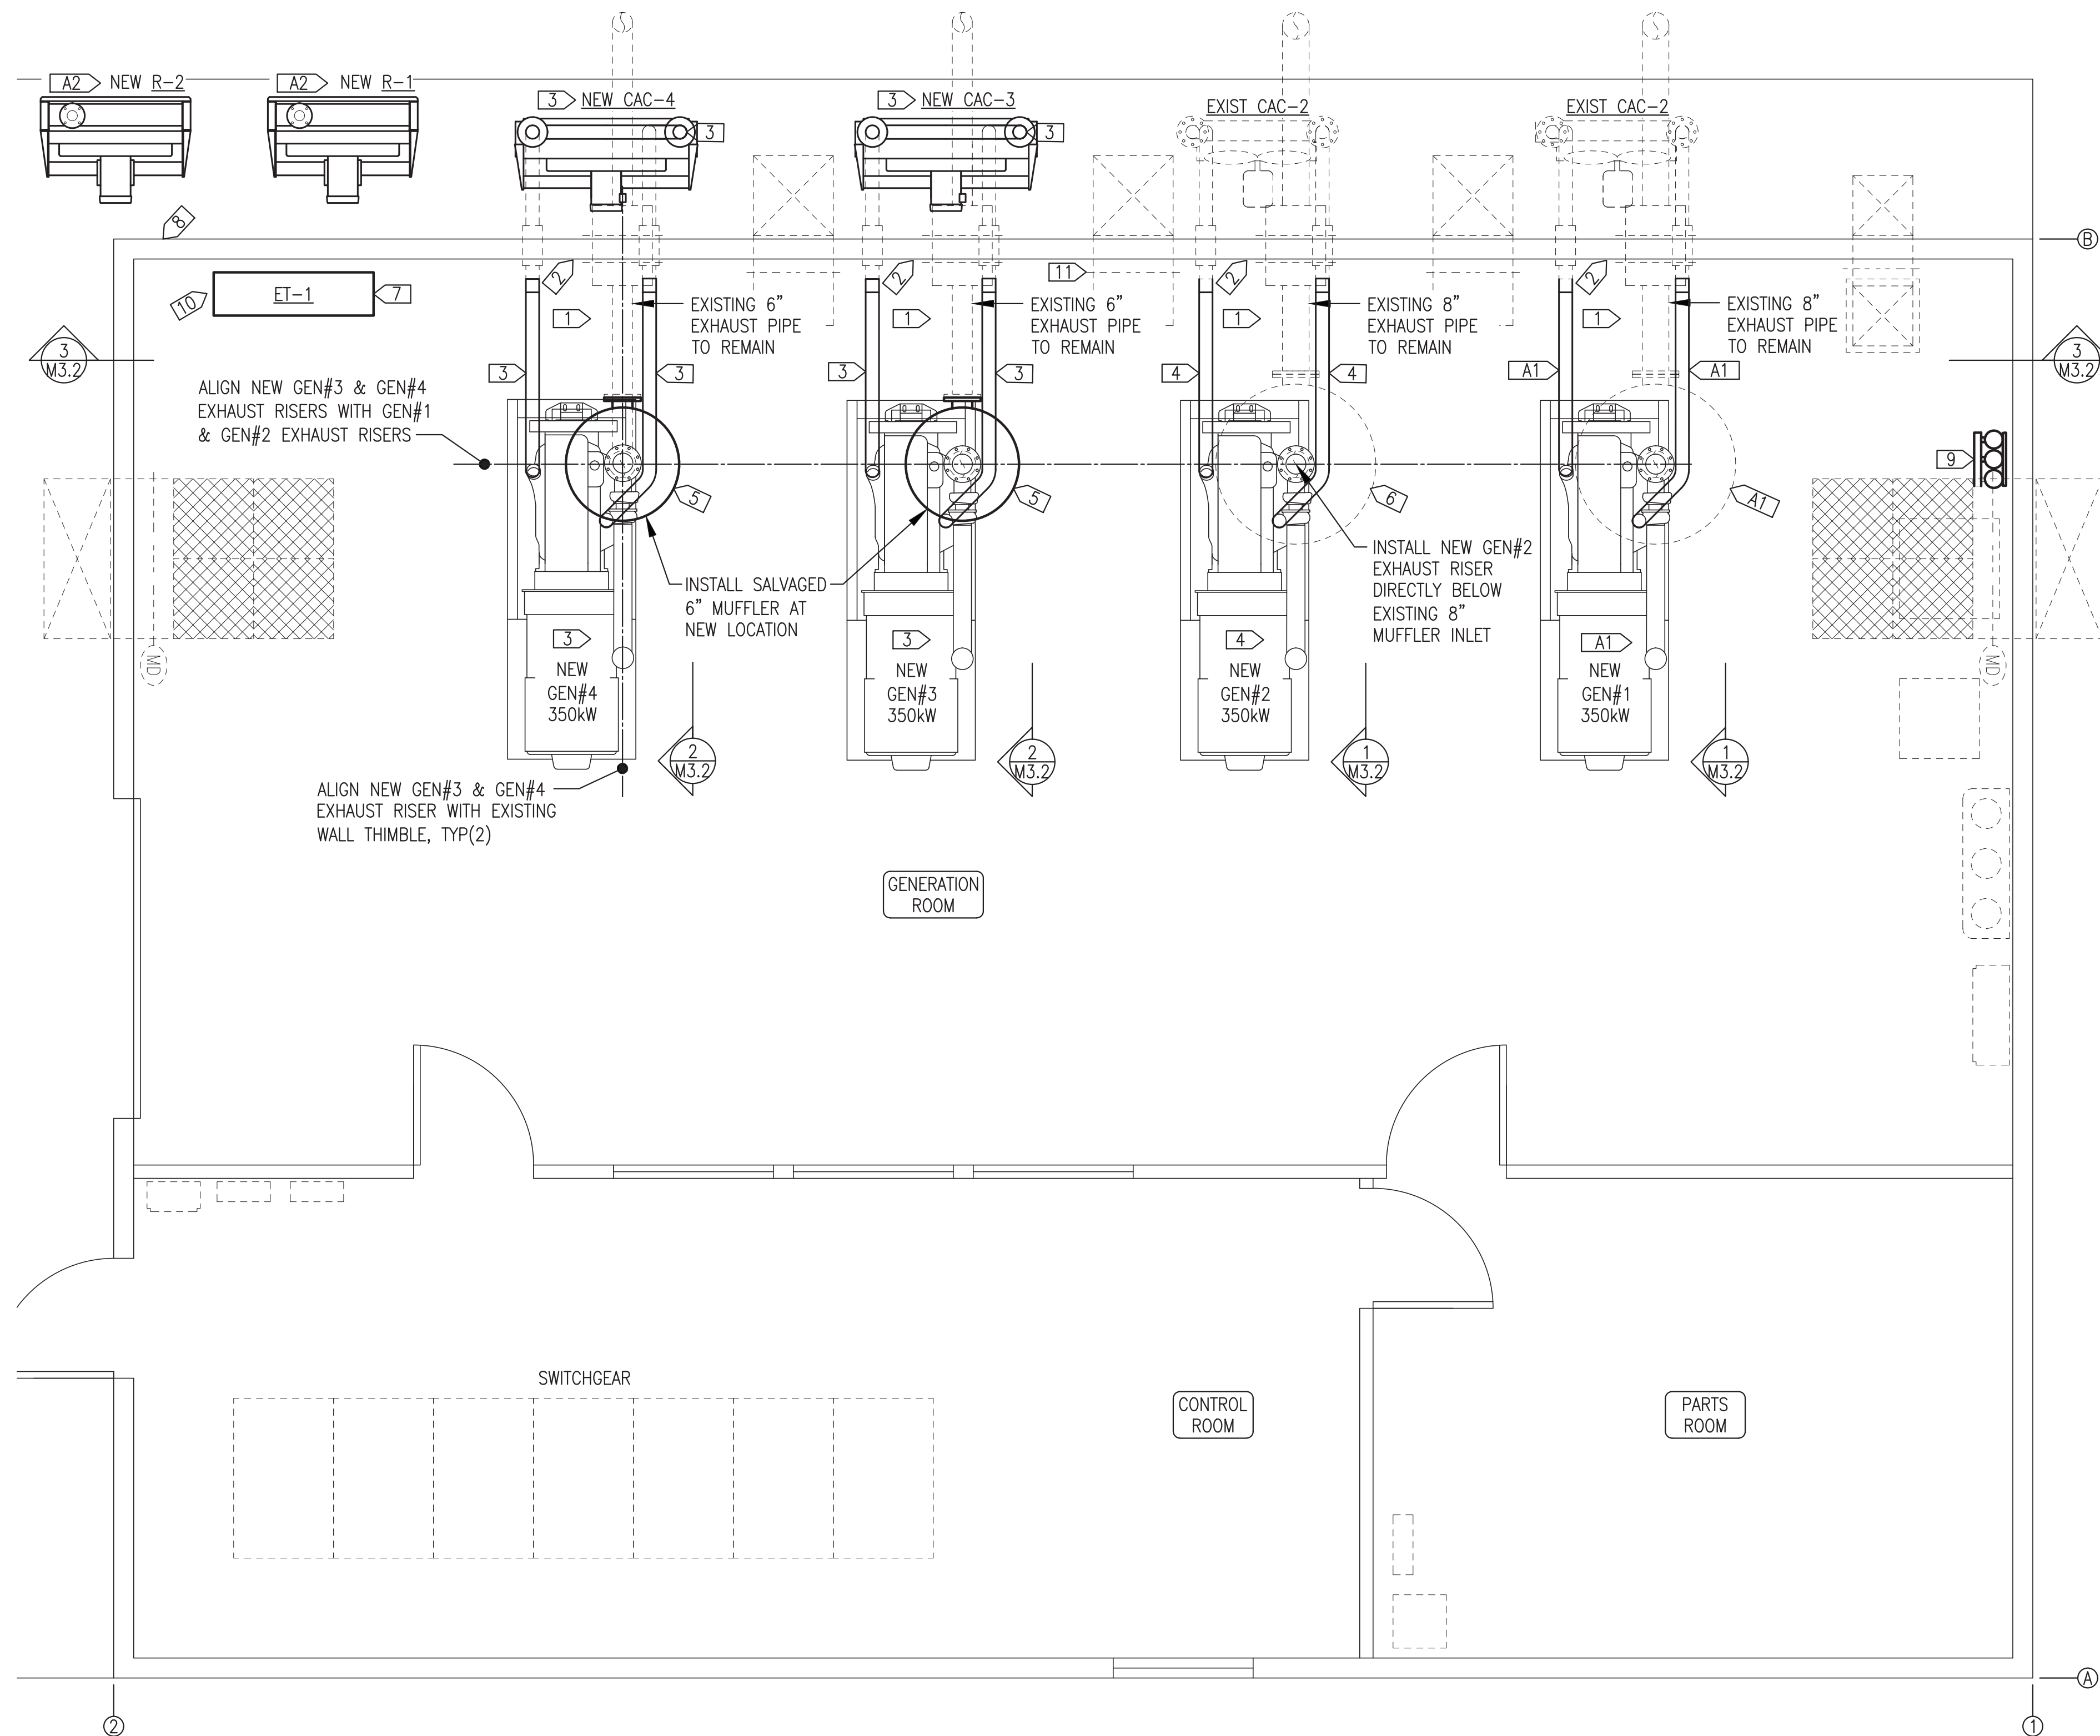 A2 NEW R-2
A2 NEW R-1
3 NEW CAC-4
3 NEW CAC-3
EXIST CAC-2
EXIST CAC-2
3
3
8
B
10
ET-1
7
2
2
11
2
2
1
EXISTING 6"
EXHAUST PIPE
TO REMAIN
1
EXISTING 6"
EXHAUST PIPE
TO REMAIN
1
EXISTING 8"
EXHAUST PIPE
TO REMAIN
1
EXISTING 8"
EXHAUST PIPE
TO REMAIN
3
M3.2
3
M3.2
3
3
3
3
4
4
A1
A1
ALIGN NEW GEN#3 & GEN#4
EXHAUST RISERS WITH GEN#1
& GEN#2 EXHAUST RISERS
9
5
5
6
A1
INSTALL SALVAGED
6" MUFFLER AT
NEW LOCATION
INSTALL NEW GEN#2
EXHAUST RISER
DIRECTLY BELOW
EXISTING 8"
MUFFLER INLET
MD
MD
3
NEW
GEN#4
350kW
3
NEW
GEN#3
350kW
4
NEW
GEN#2
350kW
A1
NEW
GEN#1
350kW
2
M3.2
2
M3.2
1
M3.2
1
M3.2
ALIGN NEW GEN#3 & GEN#4
EXHAUST RISER WITH EXISTING
WALL THIMBLE, TYP(2)
GENERATION
ROOM
SWITCHGEAR
CONTROL
ROOM
PARTS
ROOM
A
2
1